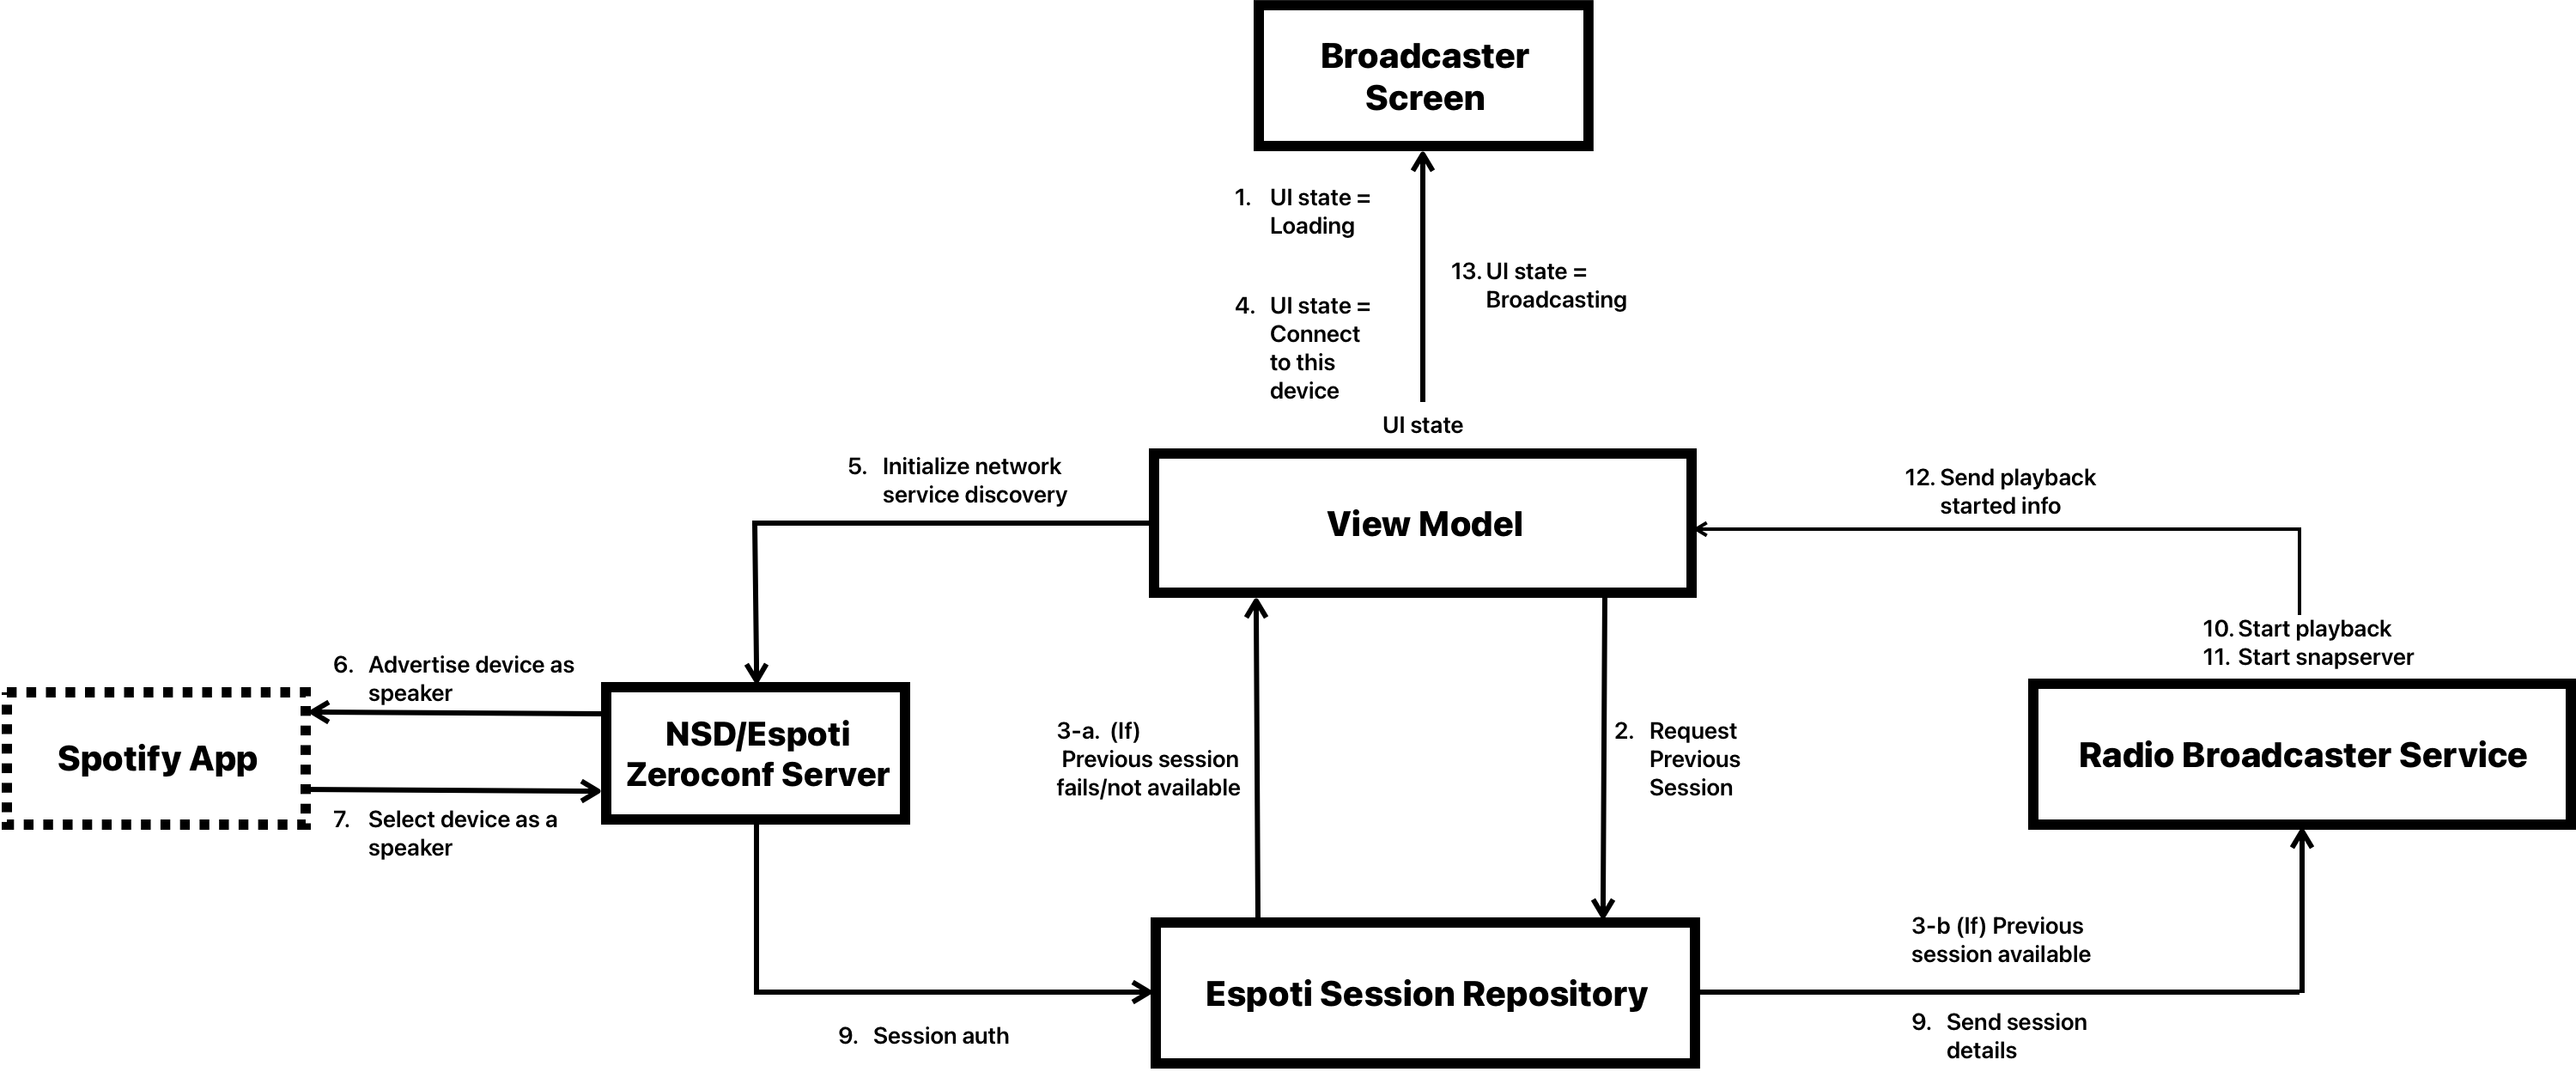 Broadcaster
Screen
1. UI state =
Loading
13. UI state =
Broadcasting
4. UI state =
Connect
to this
device
UI state
5. Initialize network
service discovery
View Model
12. Send playback
started info
10. Start playback
11. Start snapserver
6. Advertise device as
speaker
Spotify App
NSD/Espoti
Zeroconf Server
7. Select device as a
speaker
3-a. (If)
Previous session
fails/not available
2. Request
Previous
Session
Radio Broadcaster Service
3-b (If) Previous
session available
Espoti Session Repository
9. Session auth
9. Send session
details